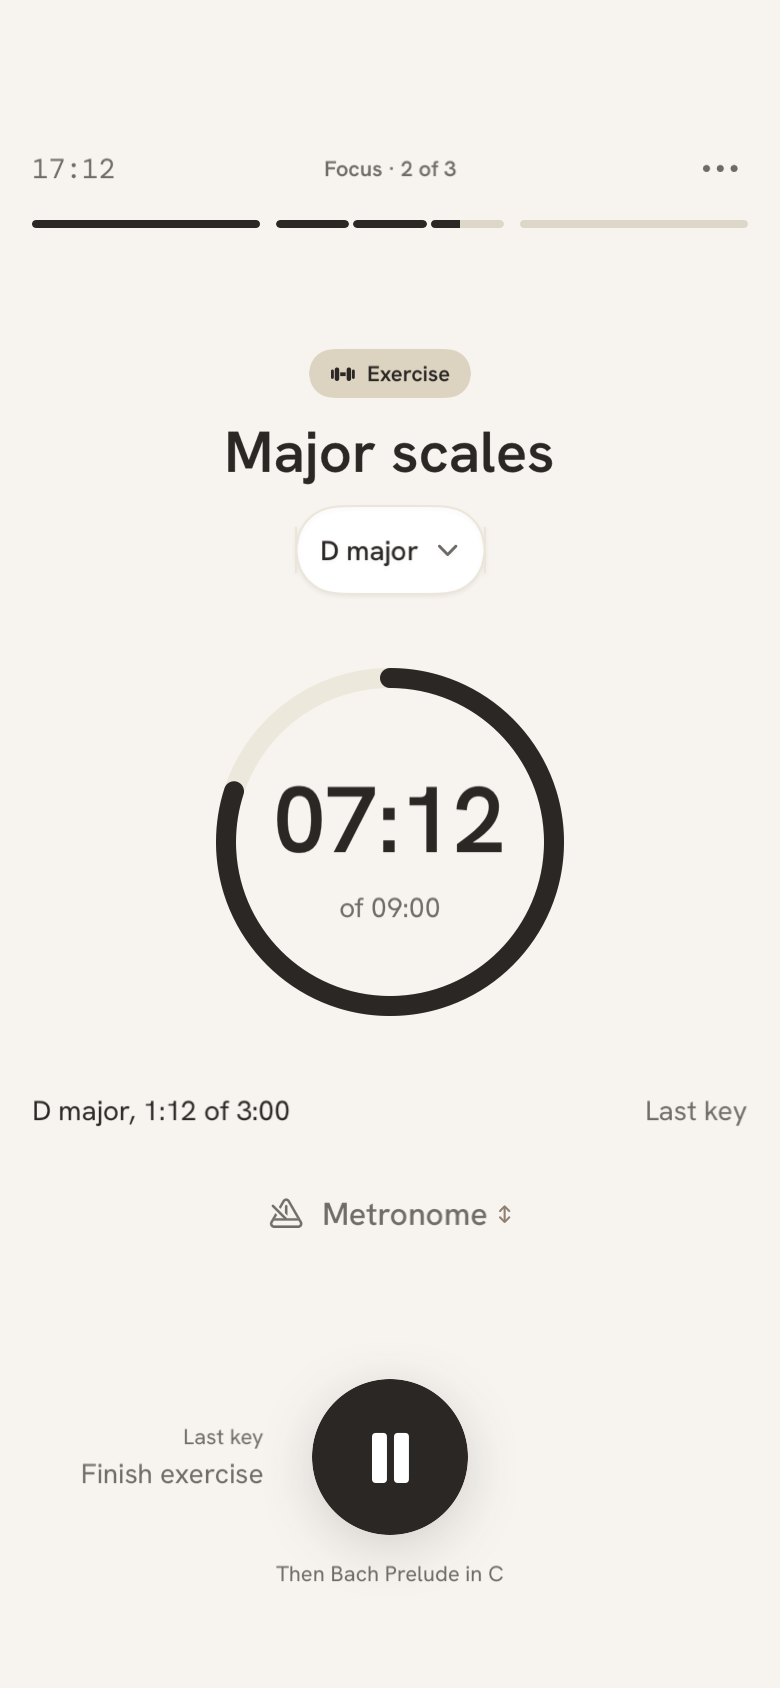 17:12
Focus · 2 of 3
Exercise
Major scales
D major
07:12
of 09:00
D major, 1:12 of 3:00
Last key
Metronome
Last key
Finish exercise
Then Bach Prelude in C